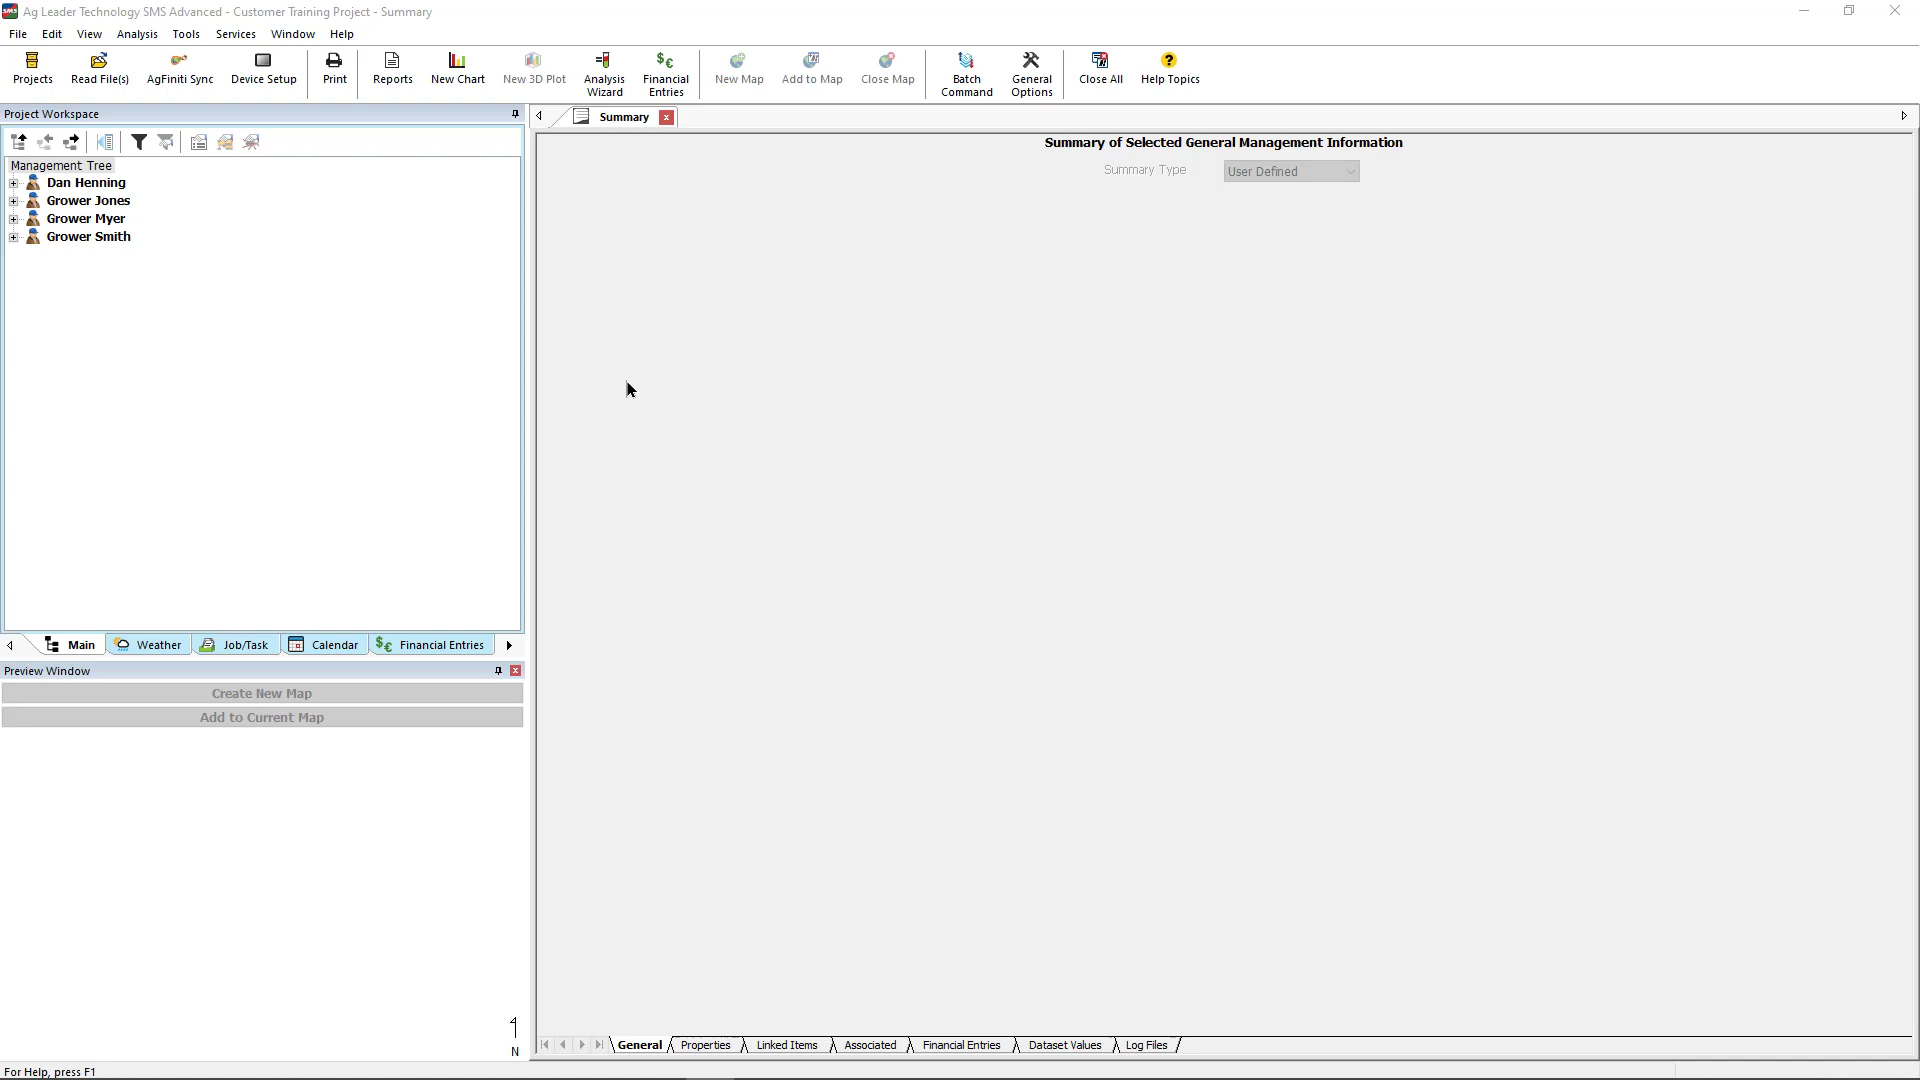 SMS Ag Leader Technology SMS Advanced - Customer Training Project - Summary
File Edit View Analysis Tools Services Window Help
Projects Read File(s) AgFiniti Sync Device Setup Print Reports New Chart New 3D Plot Analysis Wizard Financial Entries New Map Add to Map Close Map Batch Command General Options Close All Help Topics
Project Workspace
Summary
Summary of Selected General Management Information
Summary Type User Defined
Management Tree
Dan Henning
Grower Jones
Grower Myer
Grower Smith
Main Weather Job/Task Calendar Financial Entries
Preview Window
Create New Map
Add to Current Map
N
General Properties Linked Items Associated Financial Entries Dataset Values Log Files
For Help, press F1